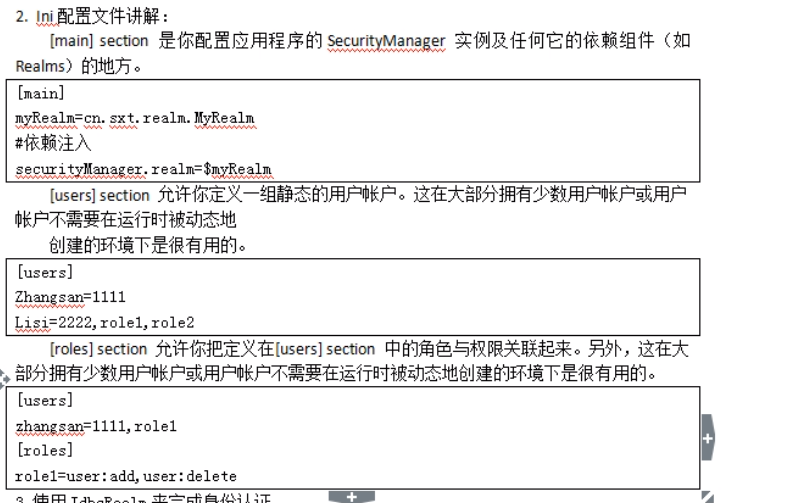 2. Ini配置文件讲解：
[main] section 是你配置应用程序的 SecurityManager 实例及任何它的依赖组件（如
Realms）的地方。
[main]
myRealm=cn.sxt.realm.MyRealm
#依赖注入
securityManager.realm=$myRealm
[users] section 允许你定义一组静态的用户帐户。这在大部分拥有少数用户帐户或用户
帐户不需要在运行时被动态地
创建的环境下是很有用的。
[users]
Zhangsan=1111
Lisi=2222,role1,role2
[roles] section 允许你把定义在[users] section 中的角色与权限关联起来。另外，这在大
部分拥有少数用户帐户或用户帐户不需要在运行时被动态地创建的环境下是很有用的。
[users]
zhangsan=1111,role1
[roles]
role1=user:add,user:delete
3.使用 JdbcRealm 来完成身份认证